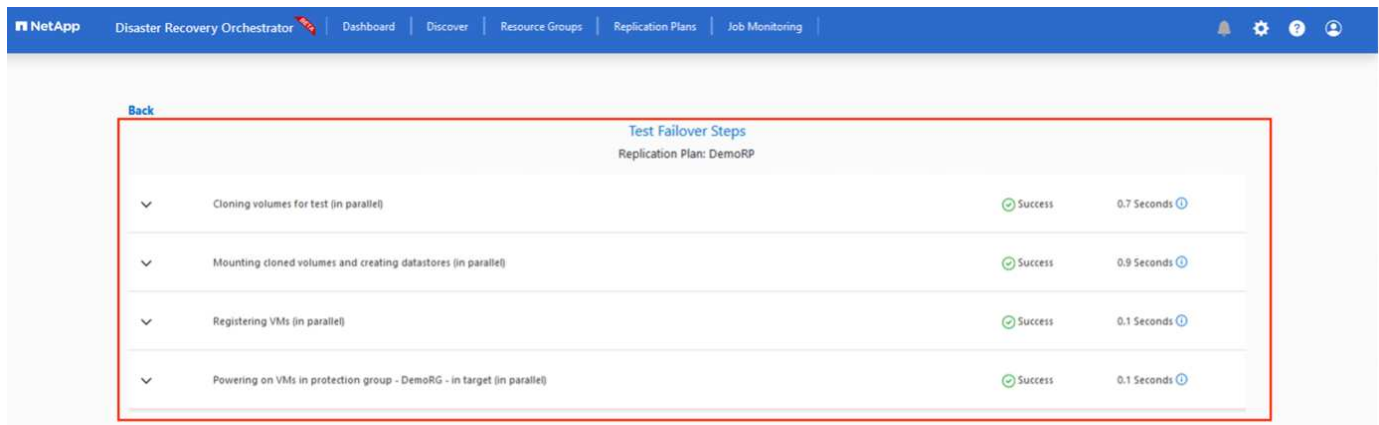 NetApp Disaster Recovery Orchestrator Dashboard Discover Resource Groups Replication Plans Job Monitoring
Back
Test Failover Steps
Replication Plan: DemoRP
Cloning volumes for test (in parallel) Success 0.7 Seconds
Mounting cloned volumes and creating datastores (in parallel) Success 0.9 Seconds
Registering VMs (in parallel) Success 0.1 Seconds
Powering on VMs in protection group - DemoRG - in target (in parallel) Success 0.1 Seconds